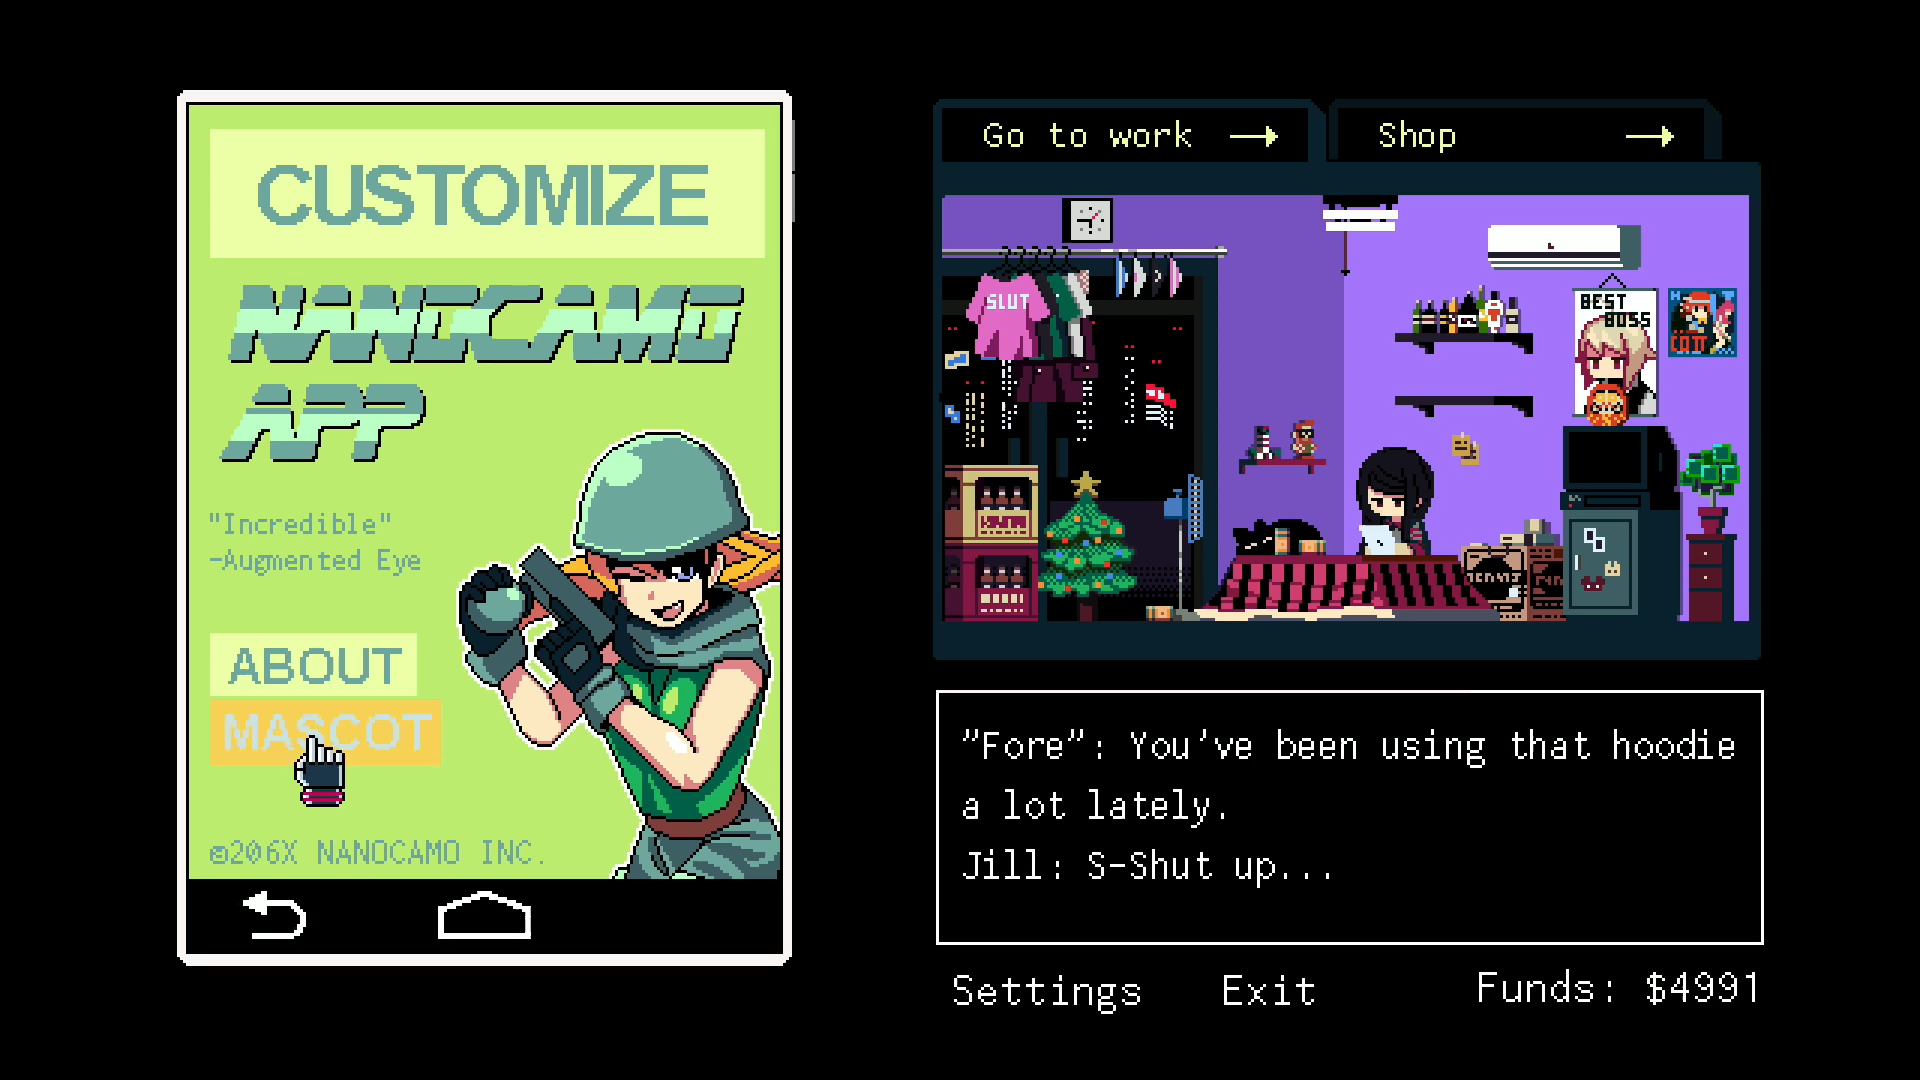 CUSTOMIZE
NANOCAMO
APP
"Incredible"
-Augmented Eye
ABOUT
MASCOT
©206X NANOCAMO INC.
Go to work →
Shop →
SLUT
BEST
BOSS
"Fore": You've been using that hoodie
a lot lately.
Jill: S-Shut up...
Settings
Exit
Funds: $4991